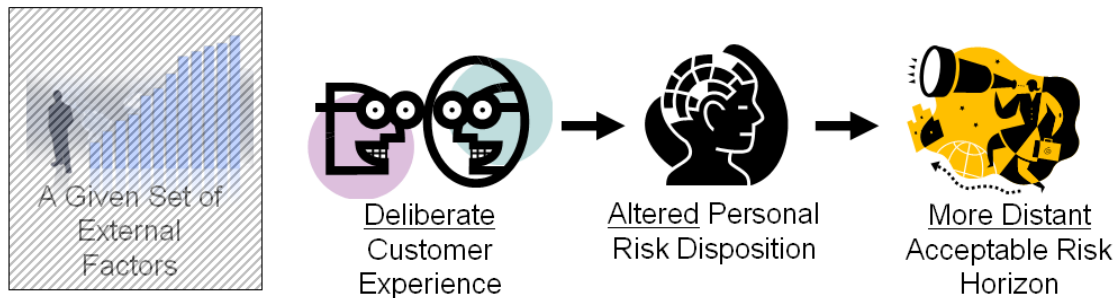 A Given Set of
External
Factors
Deliberate
Customer
Experience
Altered Personal
Risk Disposition
More Distant
Acceptable Risk
Horizon